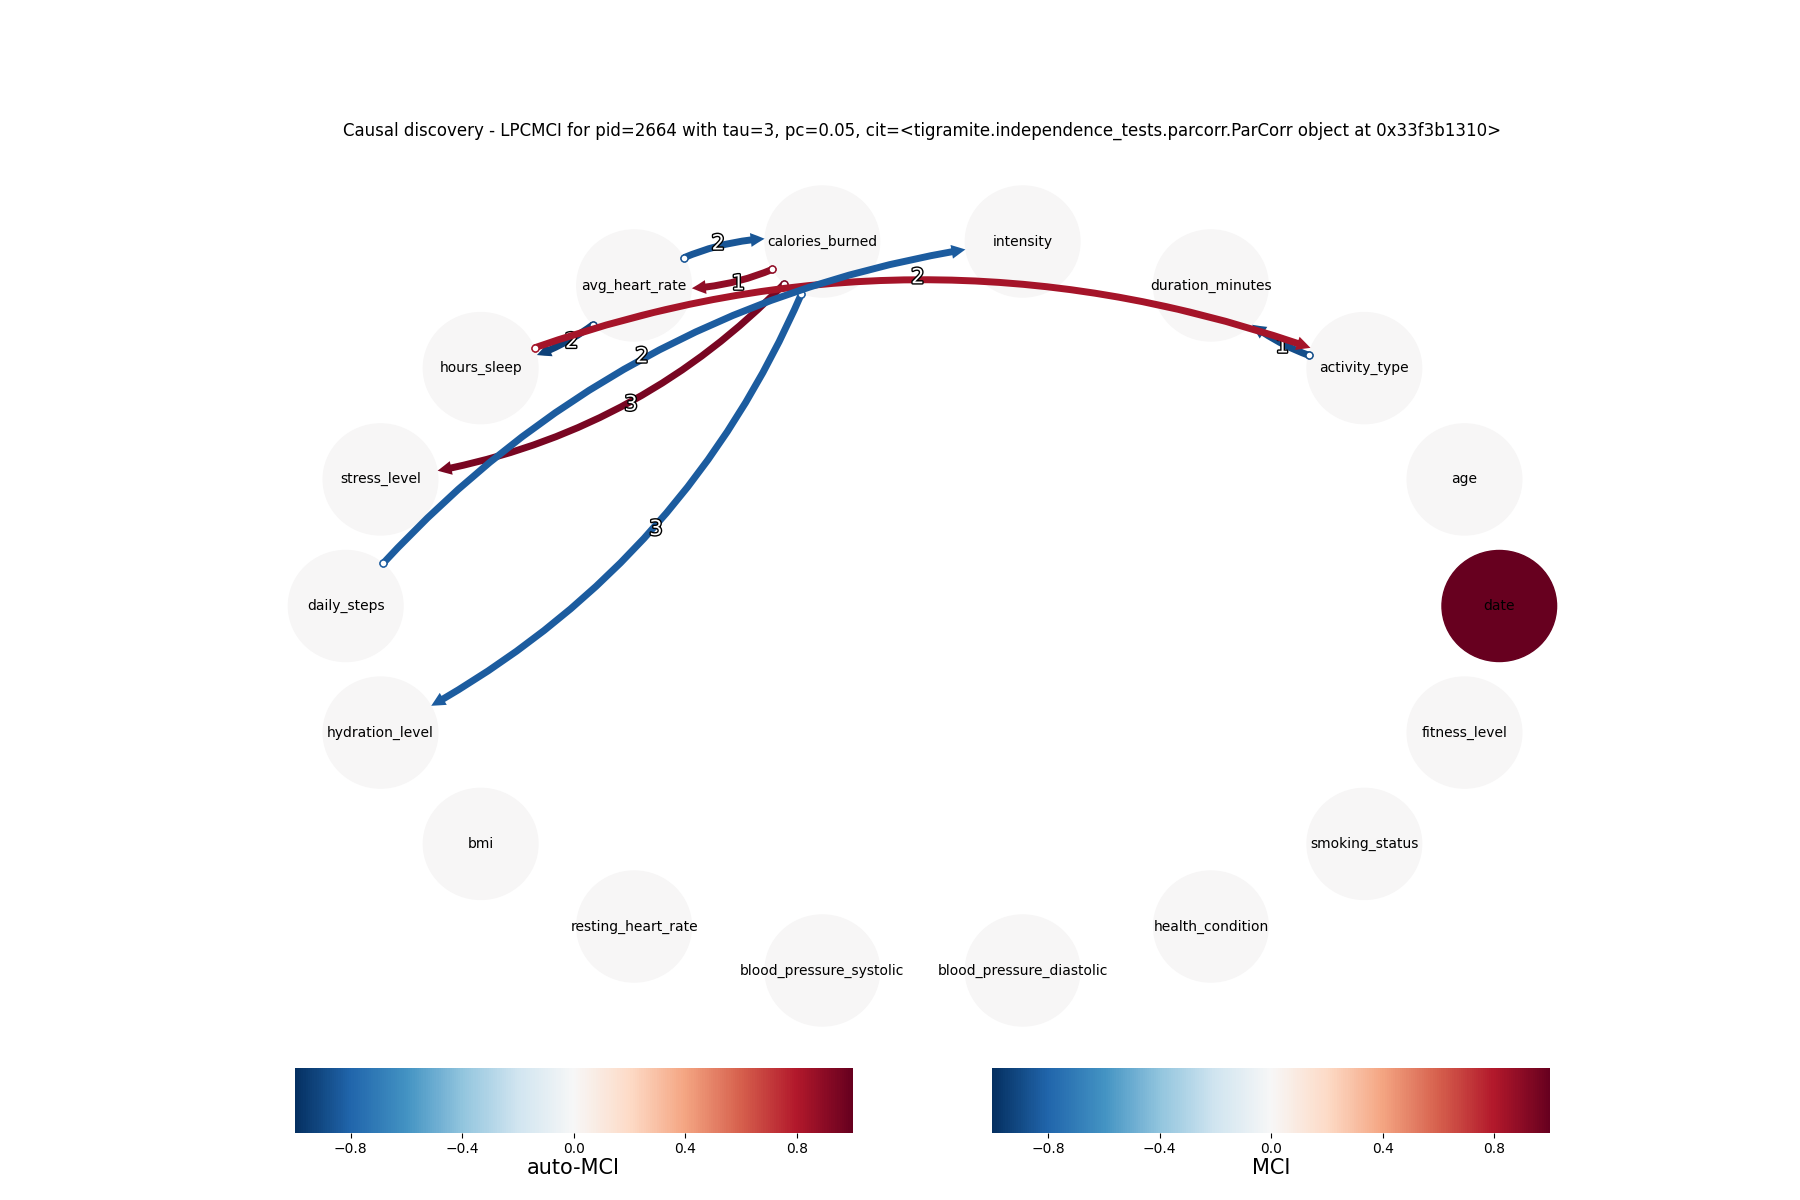 Causal discovery - LPCMCI for pid=2664 with tau=3, pc=0.05, cit=<tigramite.independence_tests.parcorr.ParCorr object at 0x33f3b1310>
calories_burned
intensity
2
avg_heart_rate
1
2
duration_minutes
hours_sleep
2
2
1
activity_type
3
stress_level
age
3
daily_steps
date
hydration_level
fitness_level
bmi
smoking_status
resting_heart_rate
health_condition
blood_pressure_systolic
blood_pressure_diastolic
−0.8 −0.4 0.0 0.4 0.8
auto-MCI
−0.8 −0.4 0.0 0.4 0.8
MCI